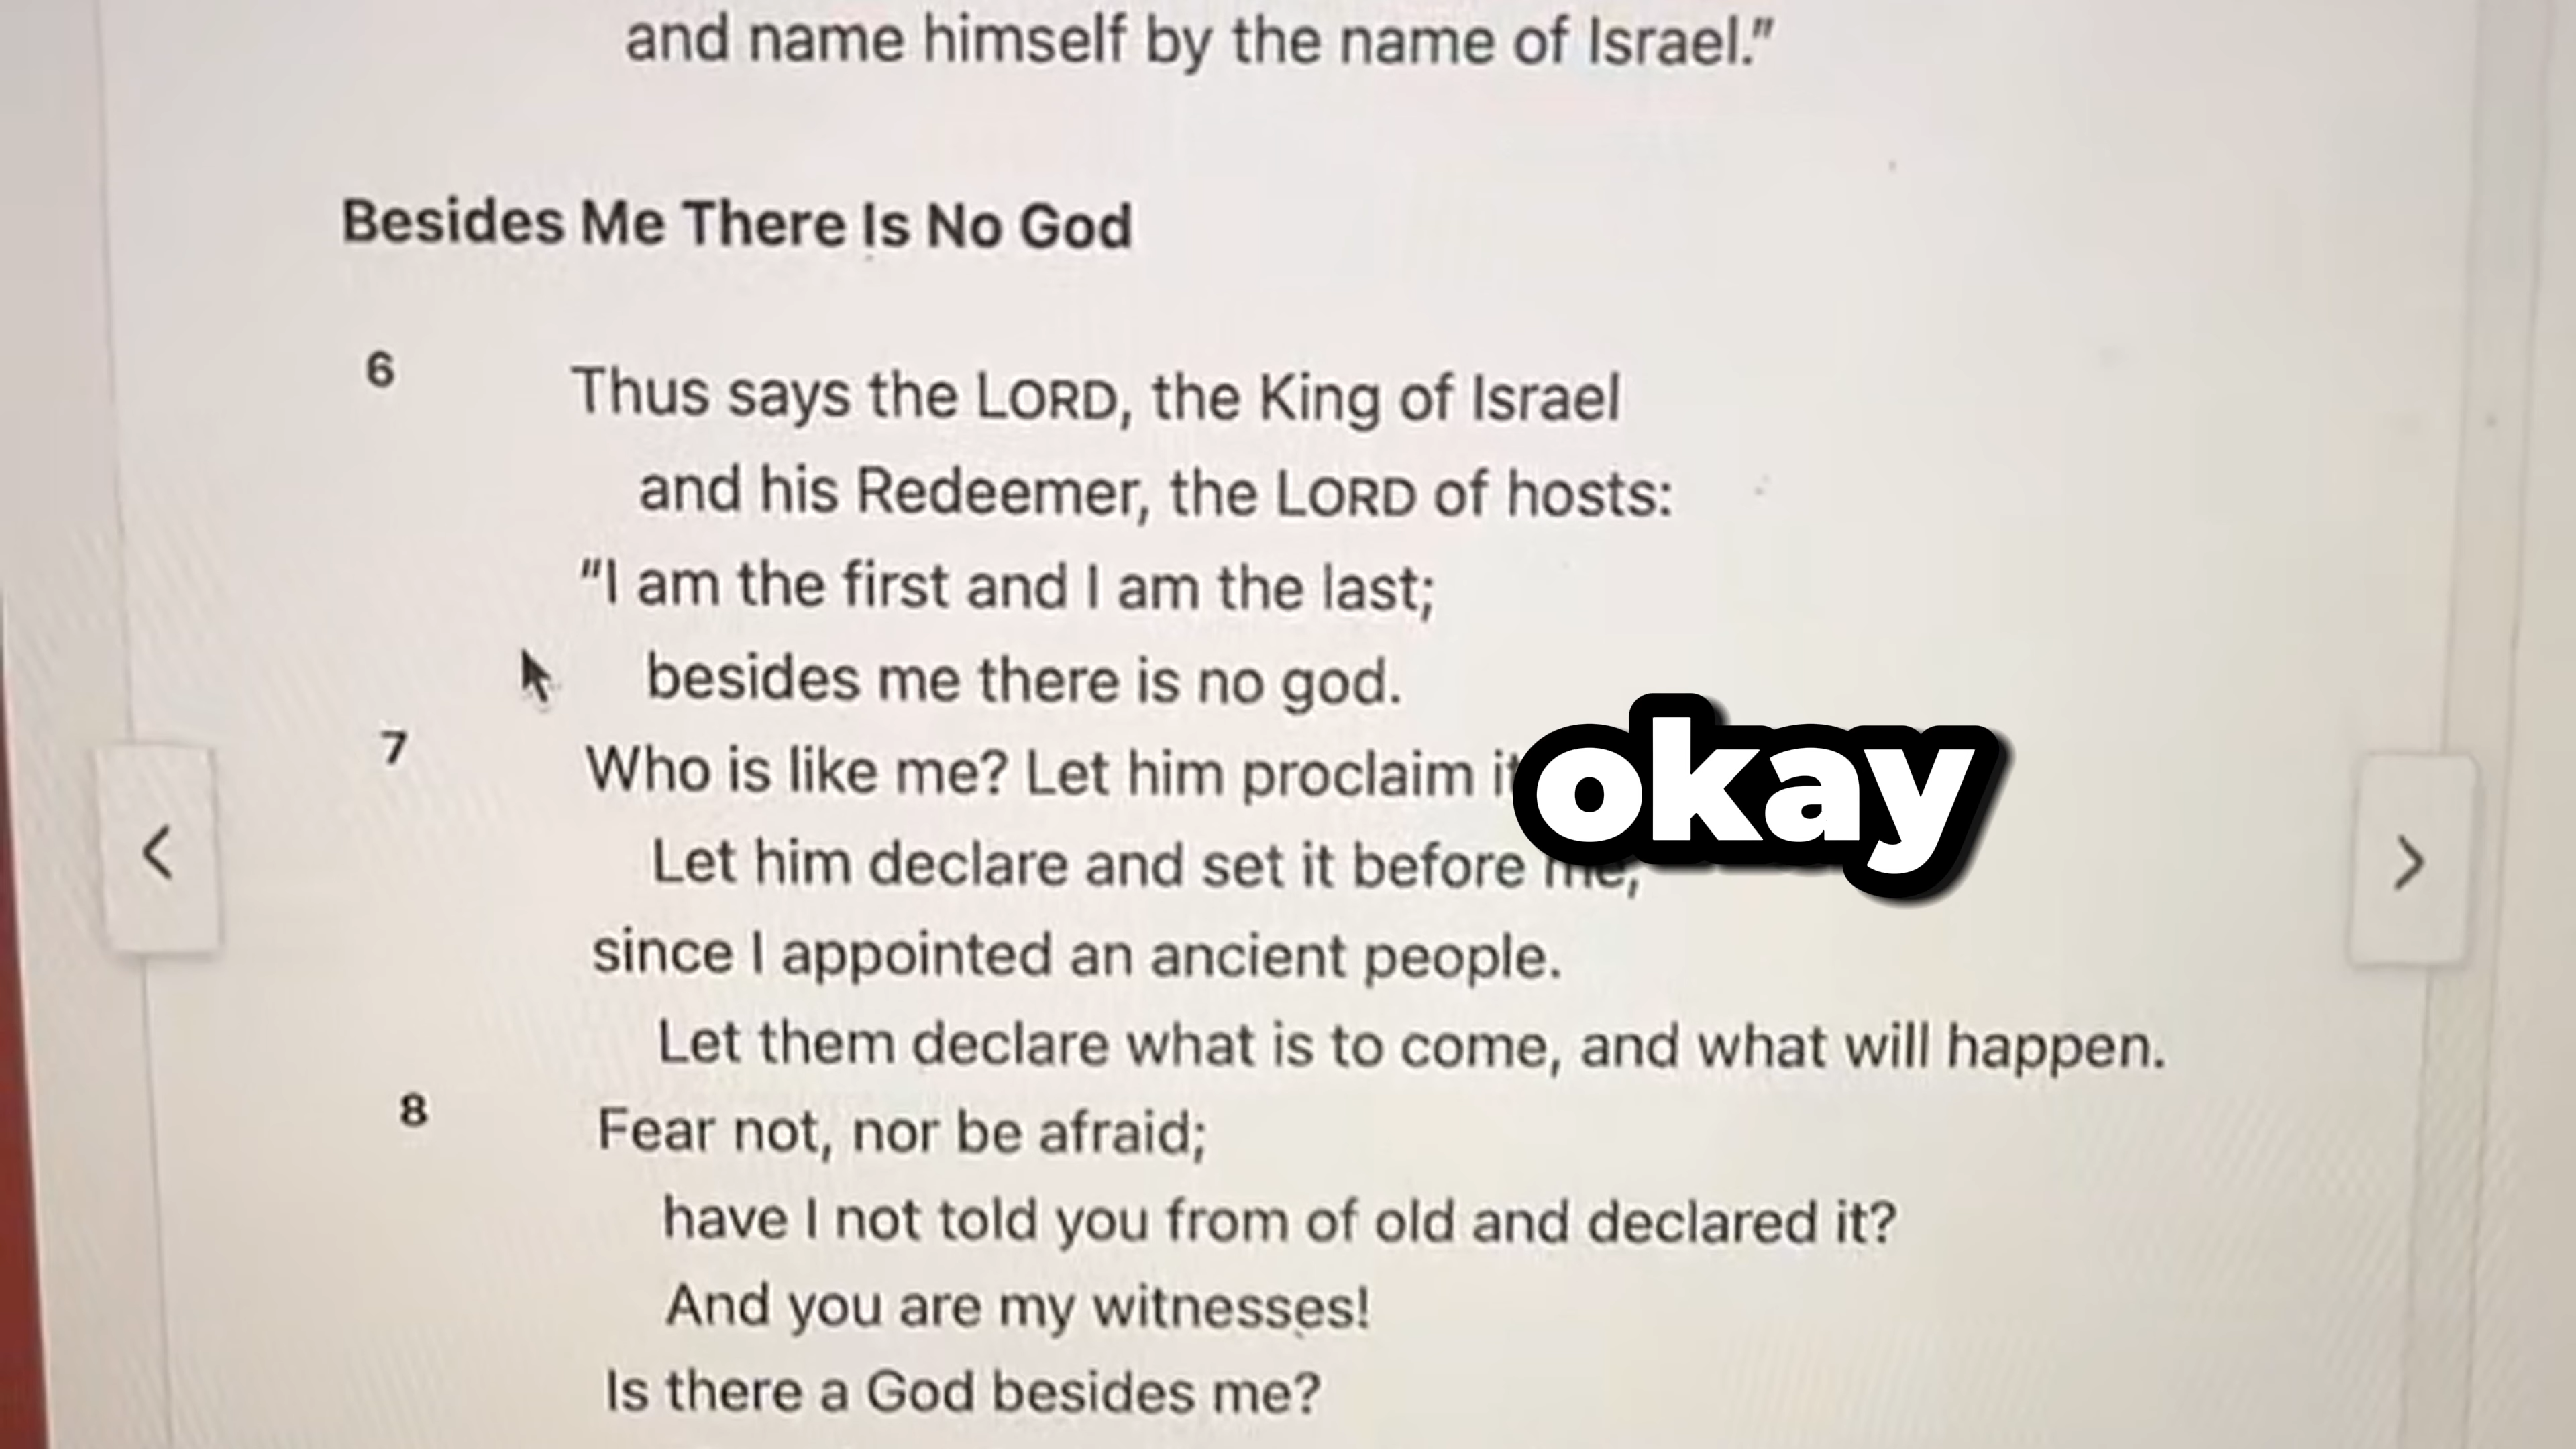 and name himself by the name of Israel.”
Besides Me There Is No God
6 Thus says the LORD, the King of Israel
and his Redeemer, the LORD of hosts:
“I am the first and I am the last;
besides me there is no god.
7 Who is like me? Let him proclaim
okay
Let him declare and set it before me,
since I appointed an ancient people.
Let them declare what is to come, and what will happen.
8 Fear not, nor be afraid;
have I not told you from of old and declared it?
And you are my witnesses!
Is there a God besides me?